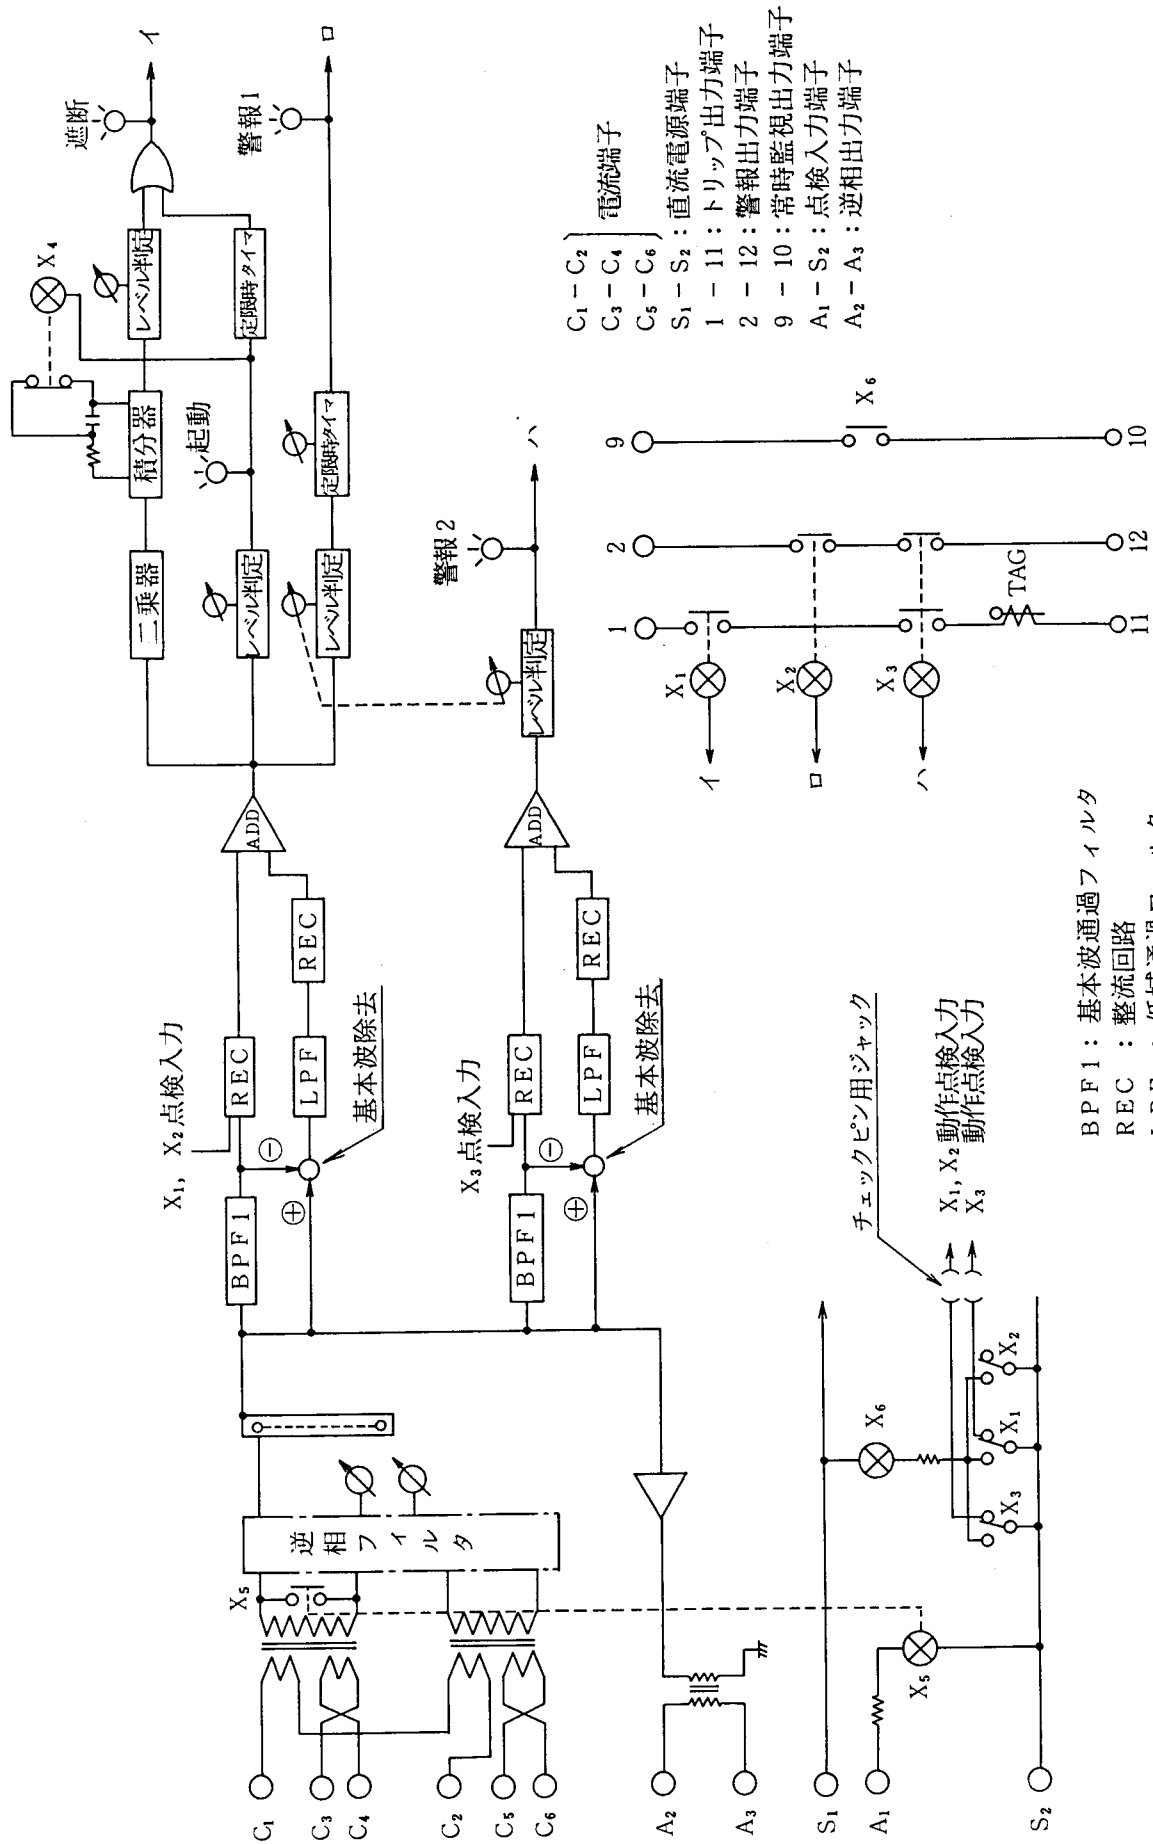 C₁
C₃
C₄
C₂
C₅
C₆
A₂
A₃
S₁
A₁
S₂
X₅
逆相フィルタ
X₅
BPF1
⊕
⊖
X₁, X₂点検入力
REC
LPF
REC
ADD
基本波除去
BPF1
⊕
⊖
X₃点検入力
REC
LPF
REC
ADD
基本波除去
二乗器
積分器
レベル判定
X₄
遮断
イ
レベル判定
起動
定限時タイマ
レベル判定
定限時タイマ
警報1
ロ
レベル判定
警報2
ハ
X₆
X₃
X₁
X₂
チェックピン用ジャック
X₁, X₂動作点検入力
X₃ 動作点検入力
イ
X₁
ロ
X₂
ハ
X₃
1
2
9
X₆
TAG
11
12
10
C₁－C₂
C₃－C₄ 電流端子
C₅－C₆
S₁－S₂：直流電源端子
1－11：トリップ出力端子
2－12：警報出力端子
9－10：常時監視出力端子
A₁－S₂：点検入力端子
A₂－A₃：逆相出力端子
BPF1：基本波通過フィルタ
REC：整流回路